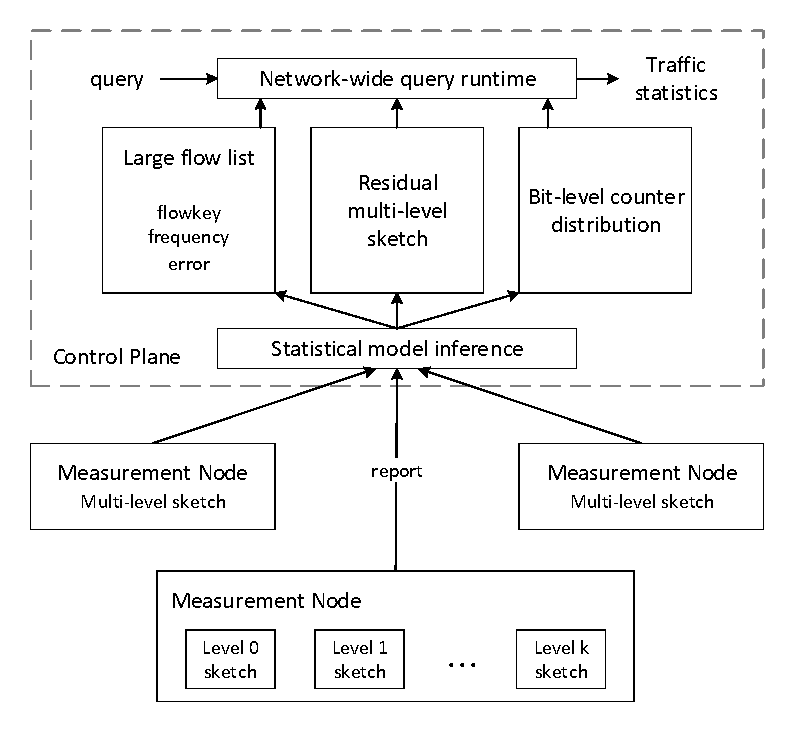 query
Network-wide query runtime
Traffic
statistics
Large flow list
flowkey
frequency
error
Residual
multi-level
sketch
Bit-level counter
distribution
Statistical model inference
Control Plane
Measurement Node
Multi-level sketch
report
Measurement Node
Multi-level sketch
Measurement Node
Level 0
sketch
Level 1
sketch
...
Level k
sketch